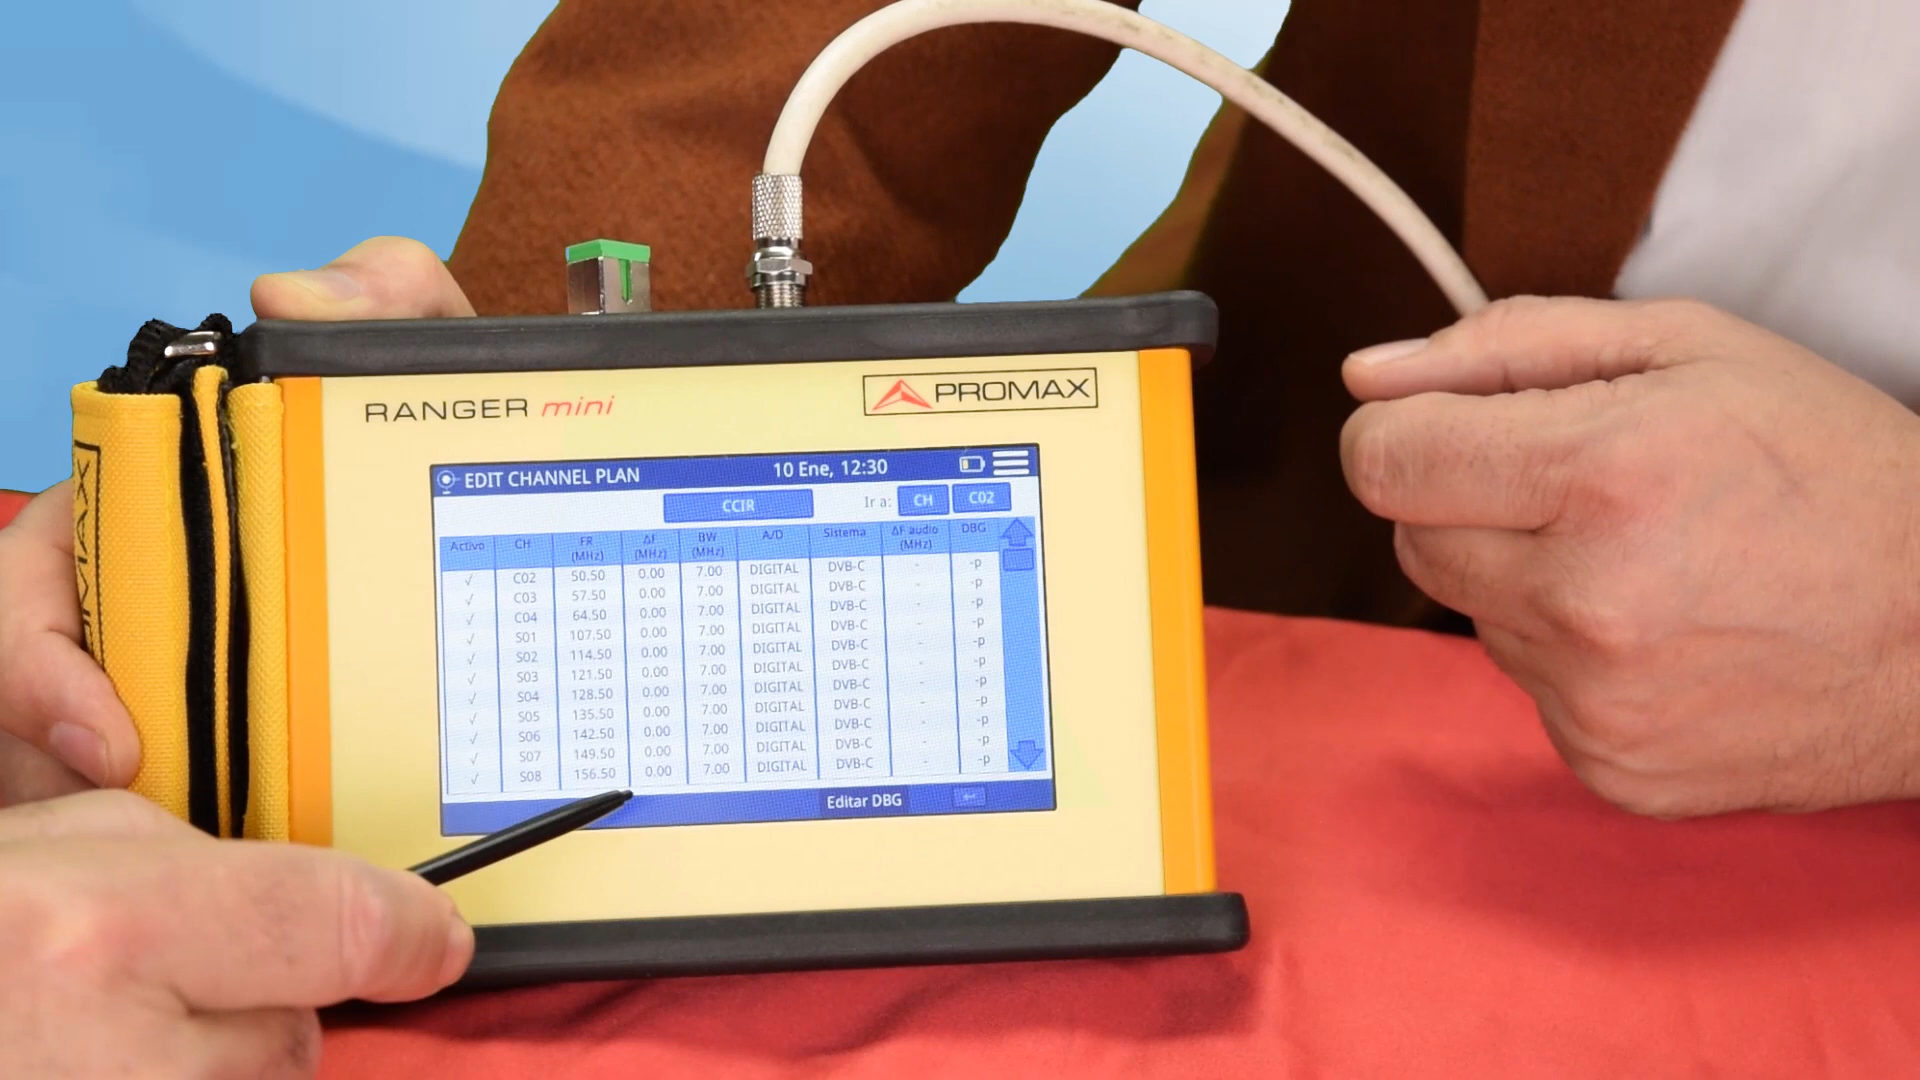 RANGER mini
PROMAX
PROMAX
EDIT CHANNEL PLAN 10 Ene, 12:30
CCIR Ir a: CH C02
Activo CH FR (MHz) ΔF (MHz) BW (MHz) A/D Sistema ΔF audio (MHz) DBG
√ C02 50.50 0.00 7.00 DIGITAL DVB-C - -p
√ C03 57.50 0.00 7.00 DIGITAL DVB-C - -p
√ C04 64.50 0.00 7.00 DIGITAL DVB-C - -p
√ S01 107.50 0.00 7.00 DIGITAL DVB-C - -p
√ S02 114.50 0.00 7.00 DIGITAL DVB-C - -p
√ S03 121.50 0.00 7.00 DIGITAL DVB-C - -p
√ S04 128.50 0.00 7.00 DIGITAL DVB-C - -p
√ S05 135.50 0.00 7.00 DIGITAL DVB-C - -p
√ S06 142.50 0.00 7.00 DIGITAL DVB-C - -p
√ S07 149.50 0.00 7.00 DIGITAL DVB-C - -p
√ S08 156.50 0.00 7.00 DIGITAL DVB-C - -p
Editar DBG